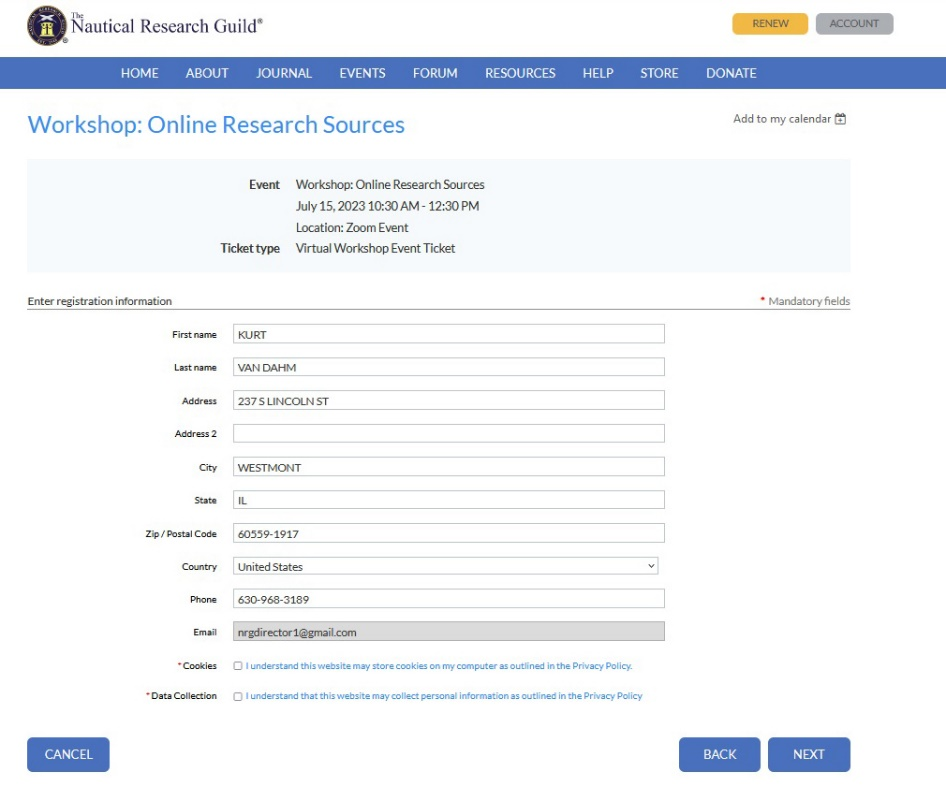 The
Nautical Research Guild®
RENEW ACCOUNT
HOME ABOUT JOURNAL EVENTS FORUM RESOURCES HELP STORE DONATE
Workshop: Online Research Sources
Add to my calendar
Event Workshop: Online Research Sources
July 15, 2023 10:30 AM - 12:30 PM
Location: Zoom Event
Ticket type Virtual Workshop Event Ticket
Enter registration information * Mandatory fields
First name KURT
Last name VAN DAHM
Address 237 S LINCOLN ST
Address 2
City WESTMONT
State IL
Zip / Postal Code 60559-1917
Country United States
Phone 630-968-3189
Email nrgdirector1@gmail.com
* Cookies I understand this website may store cookies on my computer as outlined in the Privacy Policy.
* Data Collection I understand that this website may collect personal information as outlined in the Privacy Policy
CANCEL BACK NEXT